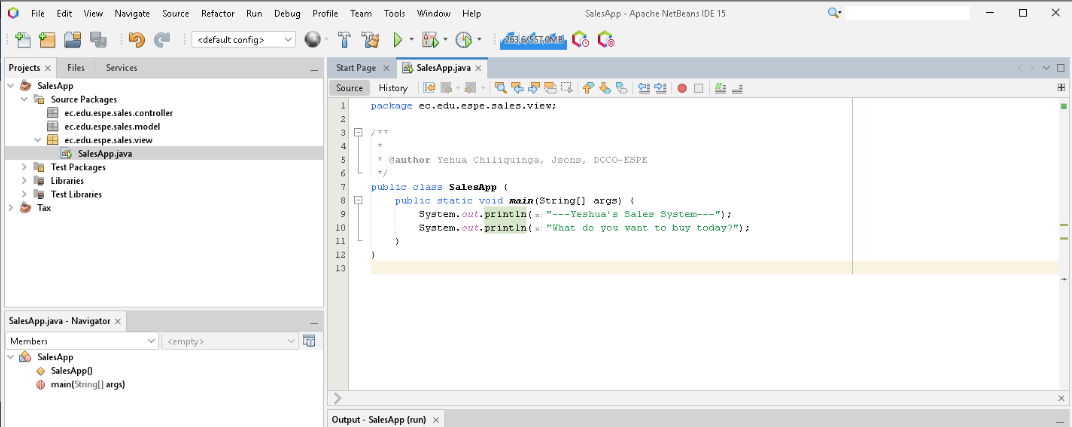 File Edit View Navigate Source Refactor Run Debug Profile Team Tools Window Help
SalesApp - Apache NetBeans IDE 15
<default config>
263.6/557.0MB
Projects Files Services
SalesApp
Source Packages
ec.edu.espe.sales.controller
ec.edu.espe.sales.model
ec.edu.espe.sales.view
SalesApp.java
Test Packages
Libraries
Test Libraries
Tax
SalesApp.java - Navigator
Members <empty>
SalesApp
SalesApp()
main(String[] args)
Start Page SalesApp.java
Source History
1 package ec.edu.espe.sales.view;
2
3 /**
4 *
5 * @author Yehua Chiliquinga, Jsons, DCCO-ESPE
6 */
7 public class SalesApp {
8 public static void main(String[] args) {
9 System.out.println(x: "---Yeshua's Sales System---");
10 System.out.println(x: "What do you want to buy today?");
11 }
12 }
13
Output - SalesApp (run)